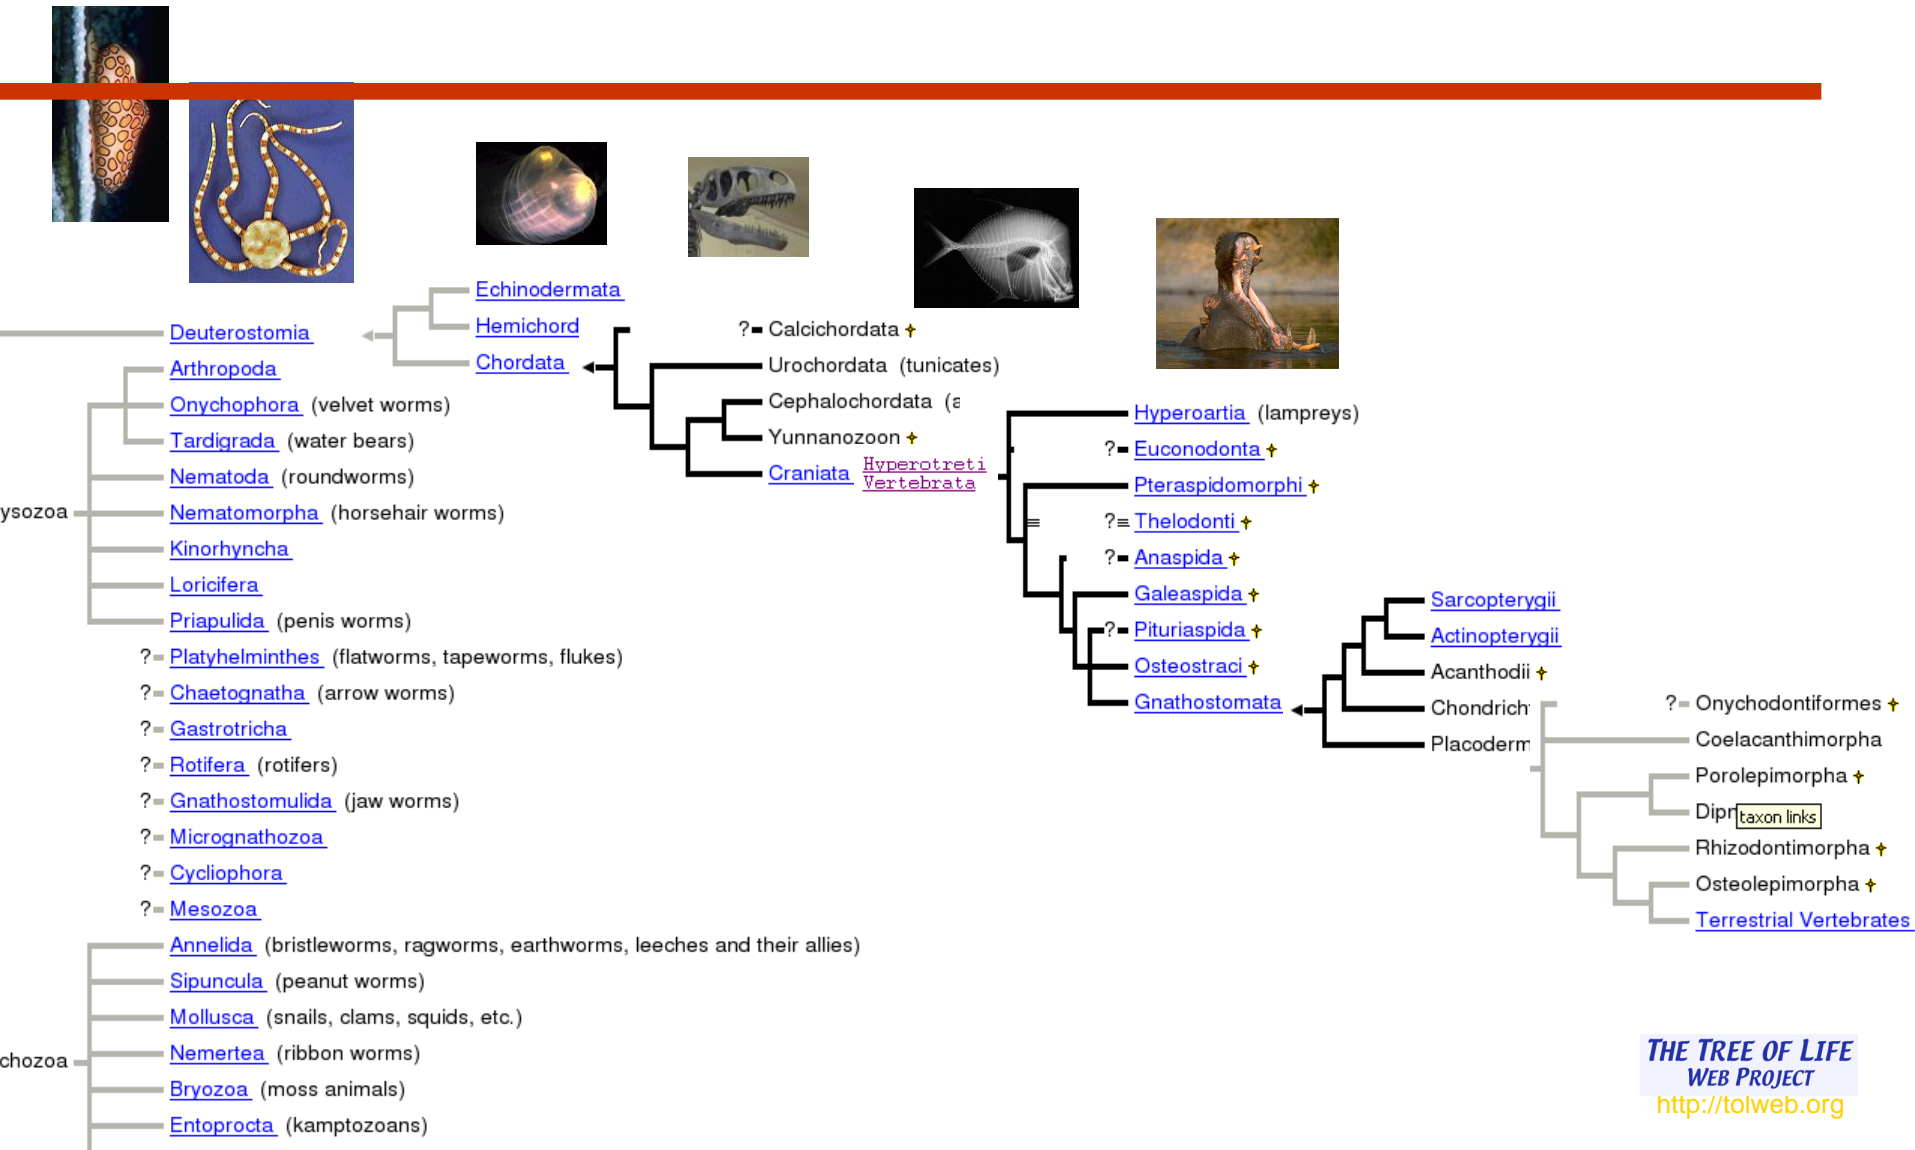 Echinodermata
Hemichord
Chordata
Deuterostomia
Arthropoda
Onychophora (velvet worms)
Tardigrada (water bears)
Nematoda (roundworms)
ysozoa
Nematomorpha (horsehair worms)
Kinorhyncha
Loricifera
Priapulida (penis worms)
?Platyhelminthes (flatworms, tapeworms, flukes)
?Chaetognatha (arrow worms)
?Gastrotricha
?Rotifera (rotifers)
?Gnathostomulida (jaw worms)
?Micrognathozoa
?Cycliophora
?Mesozoa
Annelida (bristleworms, ragworms, earthworms, leeches and their allies)
Sipuncula (peanut worms)
Mollusca (snails, clams, squids, etc.)
Nemertea (ribbon worms)
chozoa
Bryozoa (moss animals)
Entoprocta (kamptozoans)
?Calcichordata
Urochordata (tunicates)
Cephalochordata (a
Yunnanozoon
Craniata
Hyperotreti
Vertebrata
Hyperoartia (lampreys)
?Euconodonta
Pteraspidomorphi
?Thelodonti
?Anaspida
Galeaspida
?Pituriaspida
Osteostraci
Gnathostomata
Sarcopterygii
Actinopterygii
Acanthodii
Chondrich
Placoderm
?Onychodontiformes
Coelacanthimorpha
Porolepimorpha
Dipr
taxon links
Rhizodontimorpha
Osteolepimorpha
Terrestrial Vertebrates
THE TREE OF LIFE
WEB PROJECT
http://tolweb.org